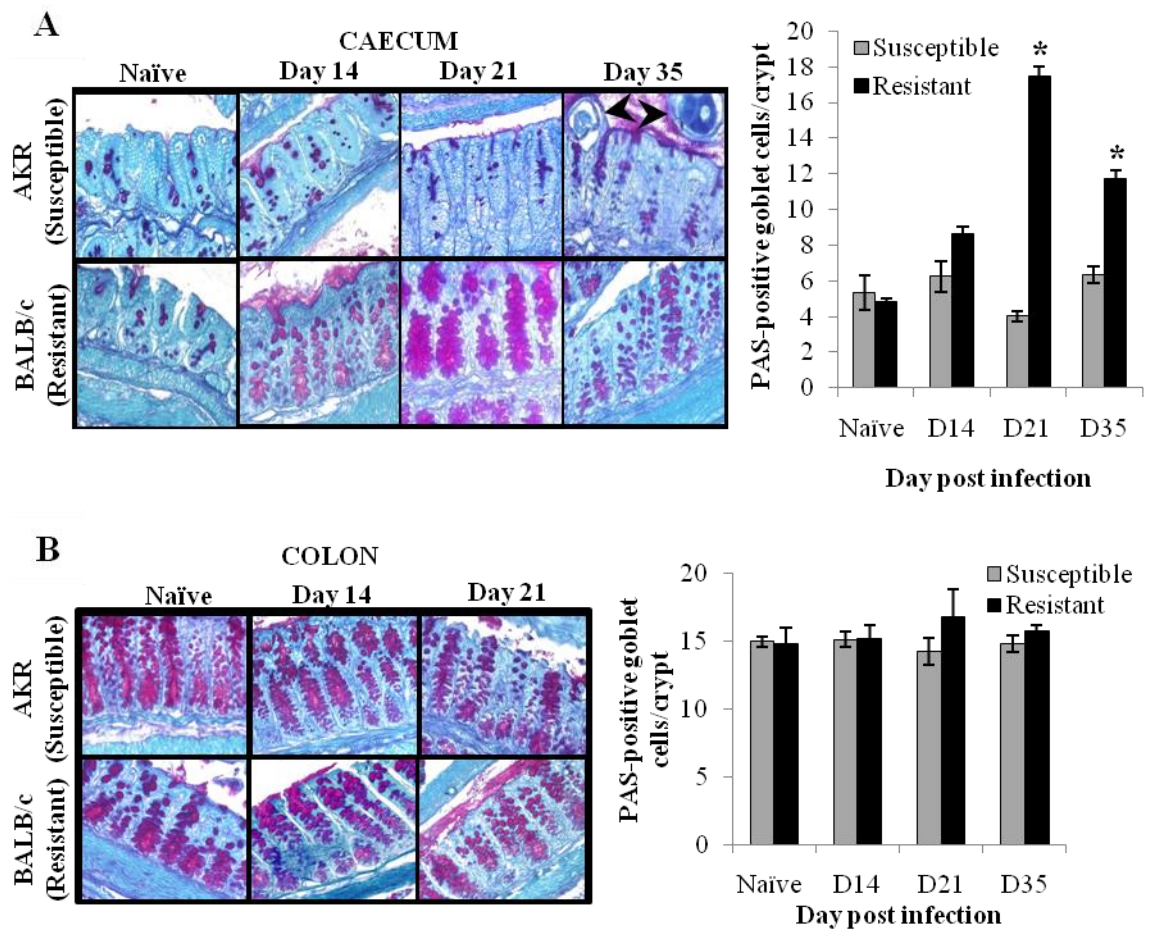 A
CAECUM
Naïve
Day 14
Day 21
Day 35
AKR
(Susceptible)
BALB/c
(Resistant)
PAS-positive goblet cells/crypt
20
18
16
14
12
10
8
6
4
2
0
Susceptible
Resistant
*
*
Naïve
D14
D21
D35
Day post infection
B
COLON
Naïve
Day 14
Day 21
AKR
(Susceptible)
BALB/c
(Resistant)
PAS-positive goblet
cells/crypt
20
15
10
5
0
Susceptible
Resistant
Naïve
D14
D21
D35
Day post infection